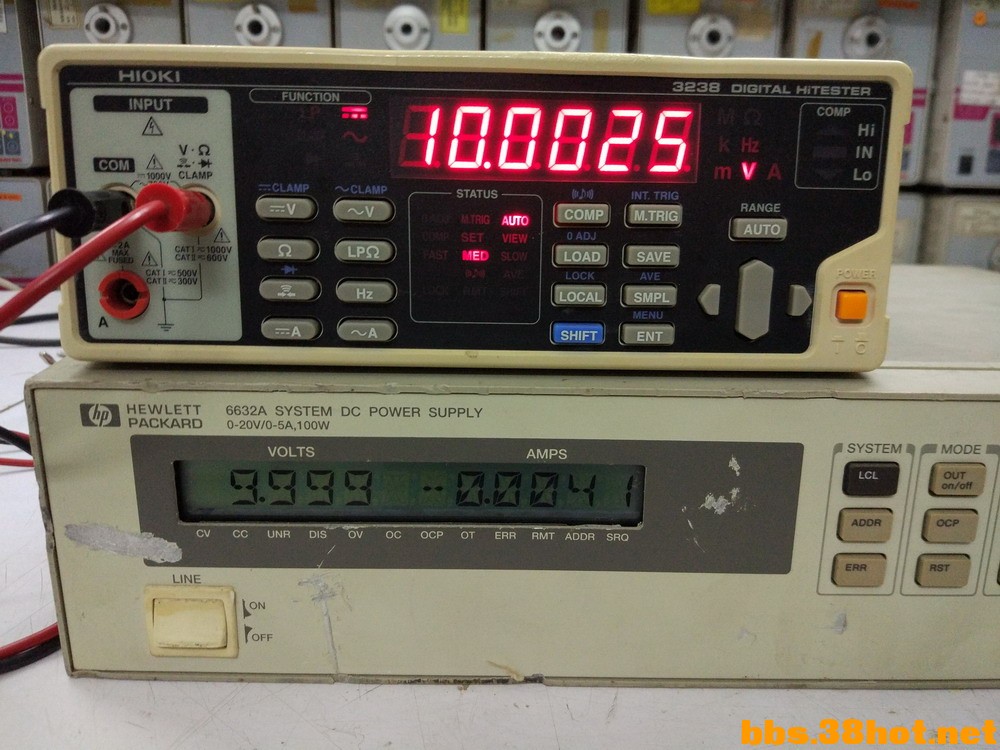 HIOKI
3238 DIGITAL HiTESTER
INPUT
COM
V·Ω
CLAMP
1000V
CAT I 1000V
CAT II 600V
MAX
FUSED
CAT I 500V
CAT II 300V
A
FUNCTION
10.0025
M Ω
k Hz
m V A
COMP
Hi
IN
Lo
CLAMP
CLAMP
V
V
Ω
LPΩ
Hz
A
A
STATUS
M.TRIG AUTO
SET VIEW
FAST MED SLOW
AVE.
INT. TRIG
COMP
M.TRIG
0 ADJ
LOAD
SAVE
LOCK
AVE
LOCAL
SMPL
MENU
SHIFT
ENT
RANGE
AUTO
POWER
hp HEWLETT
PACKARD
6632A SYSTEM DC POWER SUPPLY
0-20V/0-5A,100W
VOLTS
AMPS
9.999 -0.0041
CV CC UNR DIS OV OC OCP OT ERR RMT ADDR SRQ
LINE
ON
OFF
SYSTEM
MODE
LCL
OUT
on/off
ADDR
OCP
ERR
RST
bbs.38hot.net